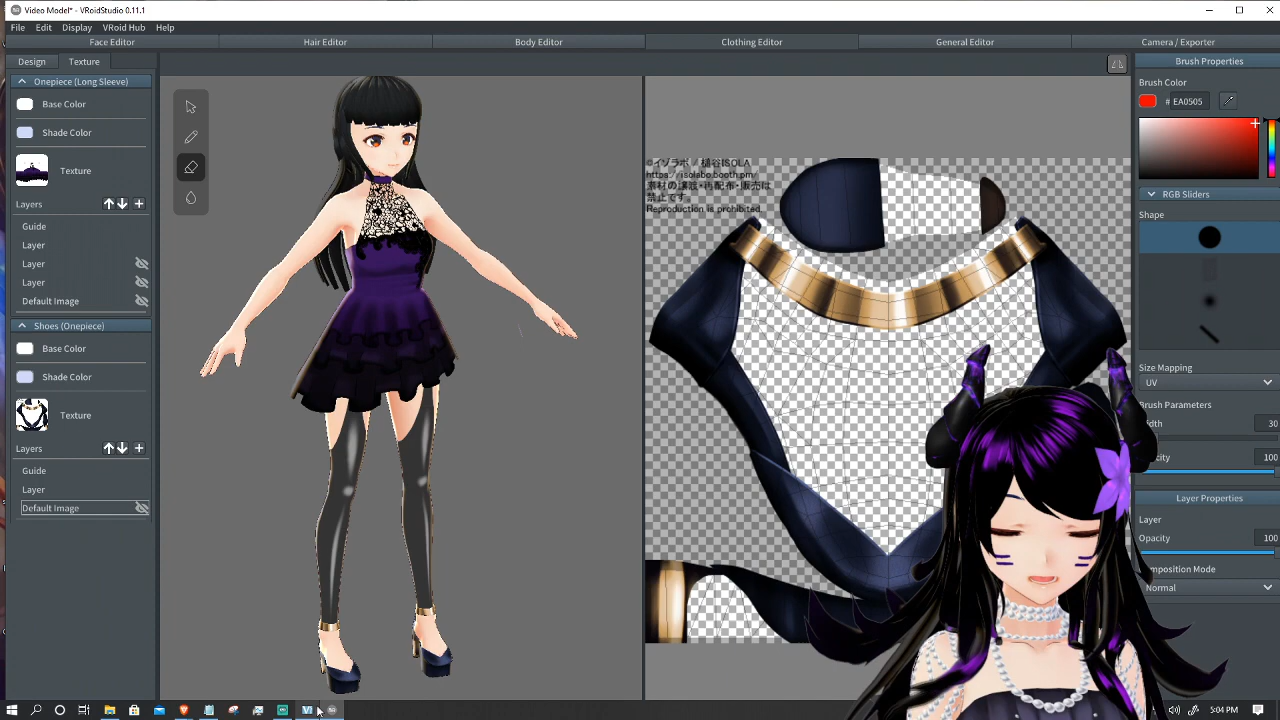 Video Model* - VRoidStudio 0.11.1
File Edit Display VRoid Hub Help
Face Editor Hair Editor Body Editor Clothing Editor General Editor Camera / Exporter
Design Texture
Onepiece (Long Sleeve)
Base Color
Shade Color
Texture
Layers
Guide
Layer
Layer
Layer
Default Image
Shoes (Onepiece)
Base Color
Shade Color
Texture
Layers
Guide
Layer
Default Image
©イゾラボ / 槌谷ISOLA
https://isolabo.booth.pm/
素材の譲渡・再配布・販売は
禁止です。
Reproduction is prohibited.
Brush Properties
Brush Color
# EA0505
RGB Sliders
Shape
Size Mapping
UV
Brush Parameters
30
100
Layer Properties
Layer
Opacity 100
Normal
5:04 PM